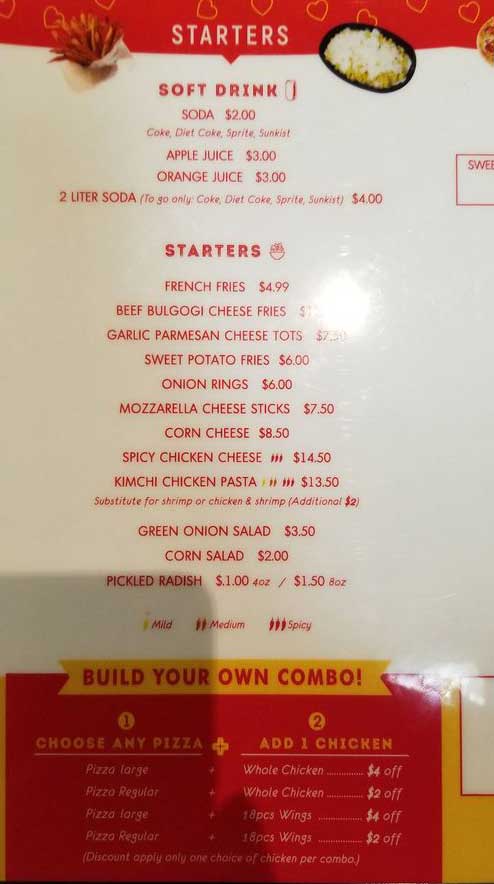 STARTERS
SOFT DRINK
SODA $2.00
Coke, Diet Coke, Sprite, Sunkist
APPLE JUICE $3.00
ORANGE JUICE $3.00
2 LITER SODA (To go only: Coke, Diet Coke, Sprite, Sunkist) $4.00
STARTERS
FRENCH FRIES $4.99
BEEF BULGOGI CHEESE FRIES
GARLIC PARMESAN CHEESE TOTS $7.50
SWEET POTATO FRIES $6.00
ONION RINGS $6.00
MOZZARELLA CHEESE STICKS $7.50
CORN CHEESE $8.50
SPICY CHICKEN CHEESE $14.50
KIMCHI CHICKEN PASTA $13.50
Substitute for shrimp or chicken & shrimp (Additional $2)
GREEN ONION SALAD $3.50
CORN SALAD $2.00
PICKLED RADISH $.1.00 4oz / $1.50 8oz
Mild Medium Spicy
BUILD YOUR OWN COMBO!
1 2
CHOOSE ANY PIZZA + ADD 1 CHICKEN
Pizza large + Whole Chicken .............. $4 off
Pizza Regular + Whole Chicken .............. $2 off
Pizza large + 18pcs Wings ................. $4 off
Pizza Regular + 18pcs Wings ................. $2 off
(Discount apply only one choice of chicken per combo.)